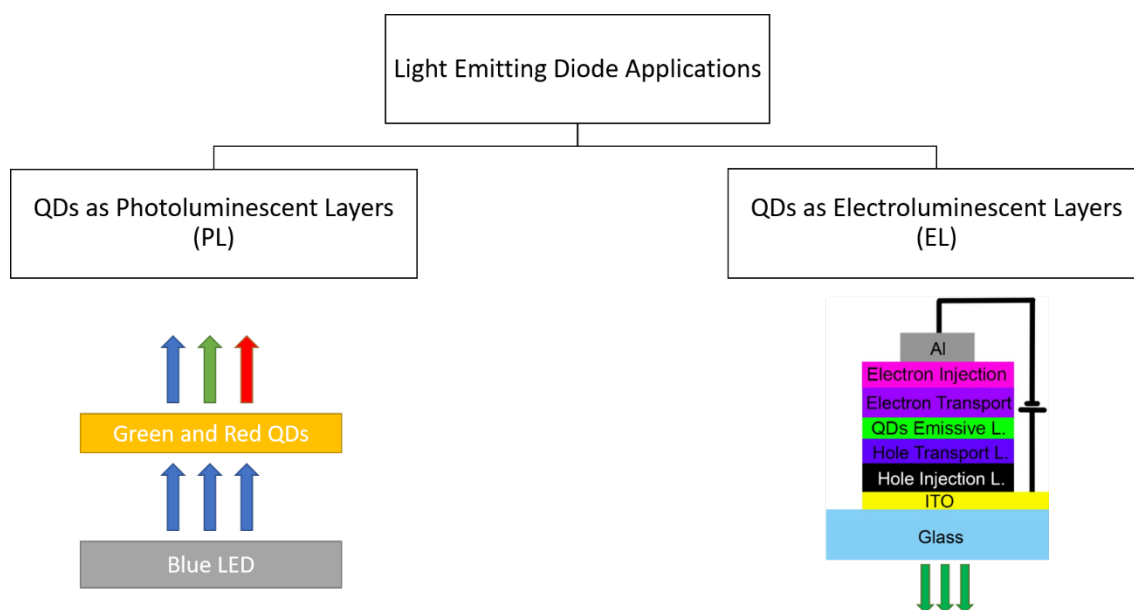 Light Emitting Diode Applications
QDs as Photoluminescent Layers
(PL)
QDs as Electroluminescent Layers
(EL)
Green and Red QDs
Blue LED
Al
Electron Injection
Electron Transport
QDs Emissive L.
Hole Transport L.
Hole Injection L.
ITO
Glass